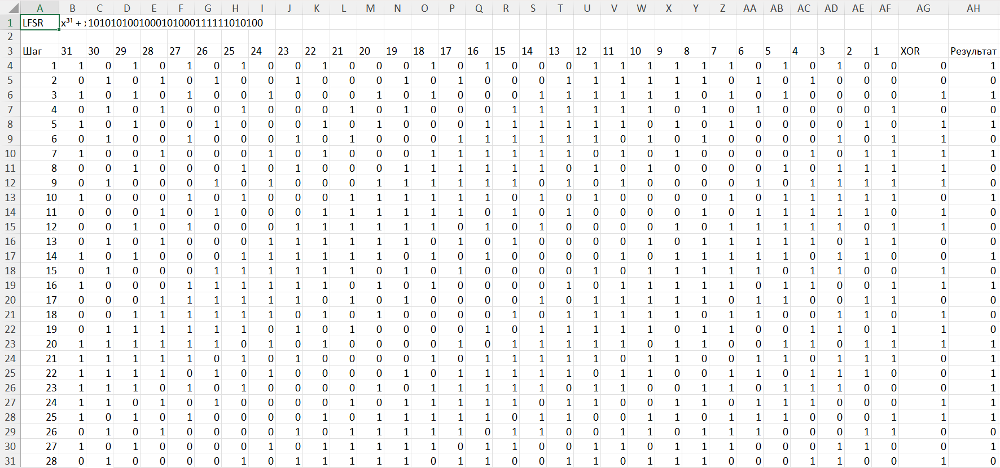 A B C D E F G H I J K L M N O P Q R S T U V W X Y Z AA AB AC AD AE AF AG AH
1 LFSR x³¹ + 1010101001000101000111111010100
2
3 Шаг 31 30 29 28 27 26 25 24 23 22 21 20 19 18 17 16 15 14 13 12 11 10 9 8 7 6 5 4 3 2 1 XOR Результат
4 1 1 0 1 0 1 0 1 0 0 1 0 0 0 1 0 1 0 0 0 1 1 1 1 1 1 0 1 0 1 0 0 0 1
5 2 0 1 0 1 0 1 0 0 1 0 0 0 1 0 1 0 0 0 1 1 1 1 1 1 0 1 0 1 0 0 0 0 0
6 3 1 0 1 0 1 0 0 1 0 0 0 1 0 1 0 0 0 1 1 1 1 1 1 0 1 0 1 0 0 0 0 1 1
7 4 0 1 0 1 0 0 1 0 0 0 1 0 1 0 0 0 1 1 1 1 1 1 0 1 0 1 0 0 0 0 1 0 0
8 5 1 0 1 0 0 1 0 0 0 1 0 1 0 0 0 1 1 1 1 1 1 0 1 0 1 0 0 0 0 1 0 1 1
9 6 0 1 0 0 1 0 0 0 1 0 1 0 0 0 1 1 1 1 1 1 0 1 0 1 0 0 0 0 1 0 1 1 0
10 7 1 0 0 1 0 0 0 1 0 1 0 0 0 1 1 1 1 1 1 0 1 0 1 0 0 0 0 1 0 1 1 1 1
11 8 0 0 1 0 0 0 1 0 1 0 0 0 1 1 1 1 1 1 0 1 0 1 0 0 0 0 1 0 1 1 1 1 0
12 9 0 1 0 0 0 1 0 1 0 0 0 1 1 1 1 1 1 0 1 0 1 0 0 0 0 1 0 1 1 1 1 1 0
13 10 1 0 0 0 1 0 1 0 0 0 1 1 1 1 1 1 0 1 0 1 0 0 0 0 1 0 1 1 1 1 1 0 1
14 11 0 0 0 1 0 1 0 0 0 1 1 1 1 1 1 0 1 0 1 0 0 0 0 1 0 1 1 1 1 1 0 1 0
15 12 0 0 1 0 1 0 0 0 1 1 1 1 1 1 0 1 0 1 0 0 0 0 1 0 1 1 1 1 1 0 1 1 0
16 13 0 1 0 1 0 0 0 1 1 1 1 1 1 0 1 0 1 0 0 0 0 1 0 1 1 1 1 1 0 1 1 0 0
17 14 1 0 1 0 0 0 1 1 1 1 1 1 0 1 0 1 0 0 0 0 1 0 1 1 1 1 1 0 1 1 0 0 1
18 15 0 1 0 0 0 1 1 1 1 1 1 0 1 0 1 0 0 0 0 1 0 1 1 1 1 1 0 1 1 0 0 1 0
19 16 1 0 0 0 1 1 1 1 1 1 0 1 0 1 0 0 0 0 1 0 1 1 1 1 1 0 1 1 0 0 1 1 1
20 17 0 0 0 1 1 1 1 1 1 0 1 0 1 0 0 0 0 1 0 1 1 1 1 1 0 1 1 0 0 1 1 0 0
21 18 0 0 1 1 1 1 1 1 0 1 0 1 0 0 0 0 1 0 1 1 1 1 1 0 1 1 0 0 1 1 0 1 0
22 19 0 1 1 1 1 1 1 0 1 0 1 0 0 0 0 1 0 1 1 1 1 1 0 1 1 0 0 1 1 0 1 1 0
23 20 1 1 1 1 1 1 0 1 0 1 0 0 0 0 1 0 1 1 1 1 1 0 1 1 0 0 1 1 0 1 1 1 1
24 21 1 1 1 1 1 0 1 0 1 0 0 0 0 1 0 1 1 1 1 1 0 1 1 0 0 1 1 0 1 1 1 0 1
25 22 1 1 1 1 0 1 0 1 0 0 0 0 1 0 1 1 1 1 1 0 1 1 0 0 1 1 0 1 1 1 0 0 1
26 23 1 1 1 0 1 0 1 0 0 0 0 1 0 1 1 1 1 1 0 1 1 0 0 1 1 0 1 1 1 0 0 0 1
27 24 1 1 0 1 0 1 0 0 0 0 1 0 1 1 1 1 1 0 1 1 0 0 1 1 0 1 1 1 0 0 0 1 1
28 25 1 0 1 0 1 0 0 0 0 1 0 1 1 1 1 1 0 1 1 0 0 1 1 0 1 1 1 0 0 0 1 1 1
29 26 0 1 0 1 0 0 0 0 1 0 1 1 1 1 1 0 1 1 0 0 1 1 0 1 1 1 0 0 0 1 1 0 0
30 27 1 0 1 0 0 0 0 1 0 1 1 1 1 1 0 1 1 0 0 1 1 0 1 1 1 0 0 0 1 1 0 0 1
31 28 0 1 0 0 0 0 1 0 1 1 1 1 1 0 1 1 0 0 1 1 0 1 1 1 0 0 0 1 1 0 0 1 0